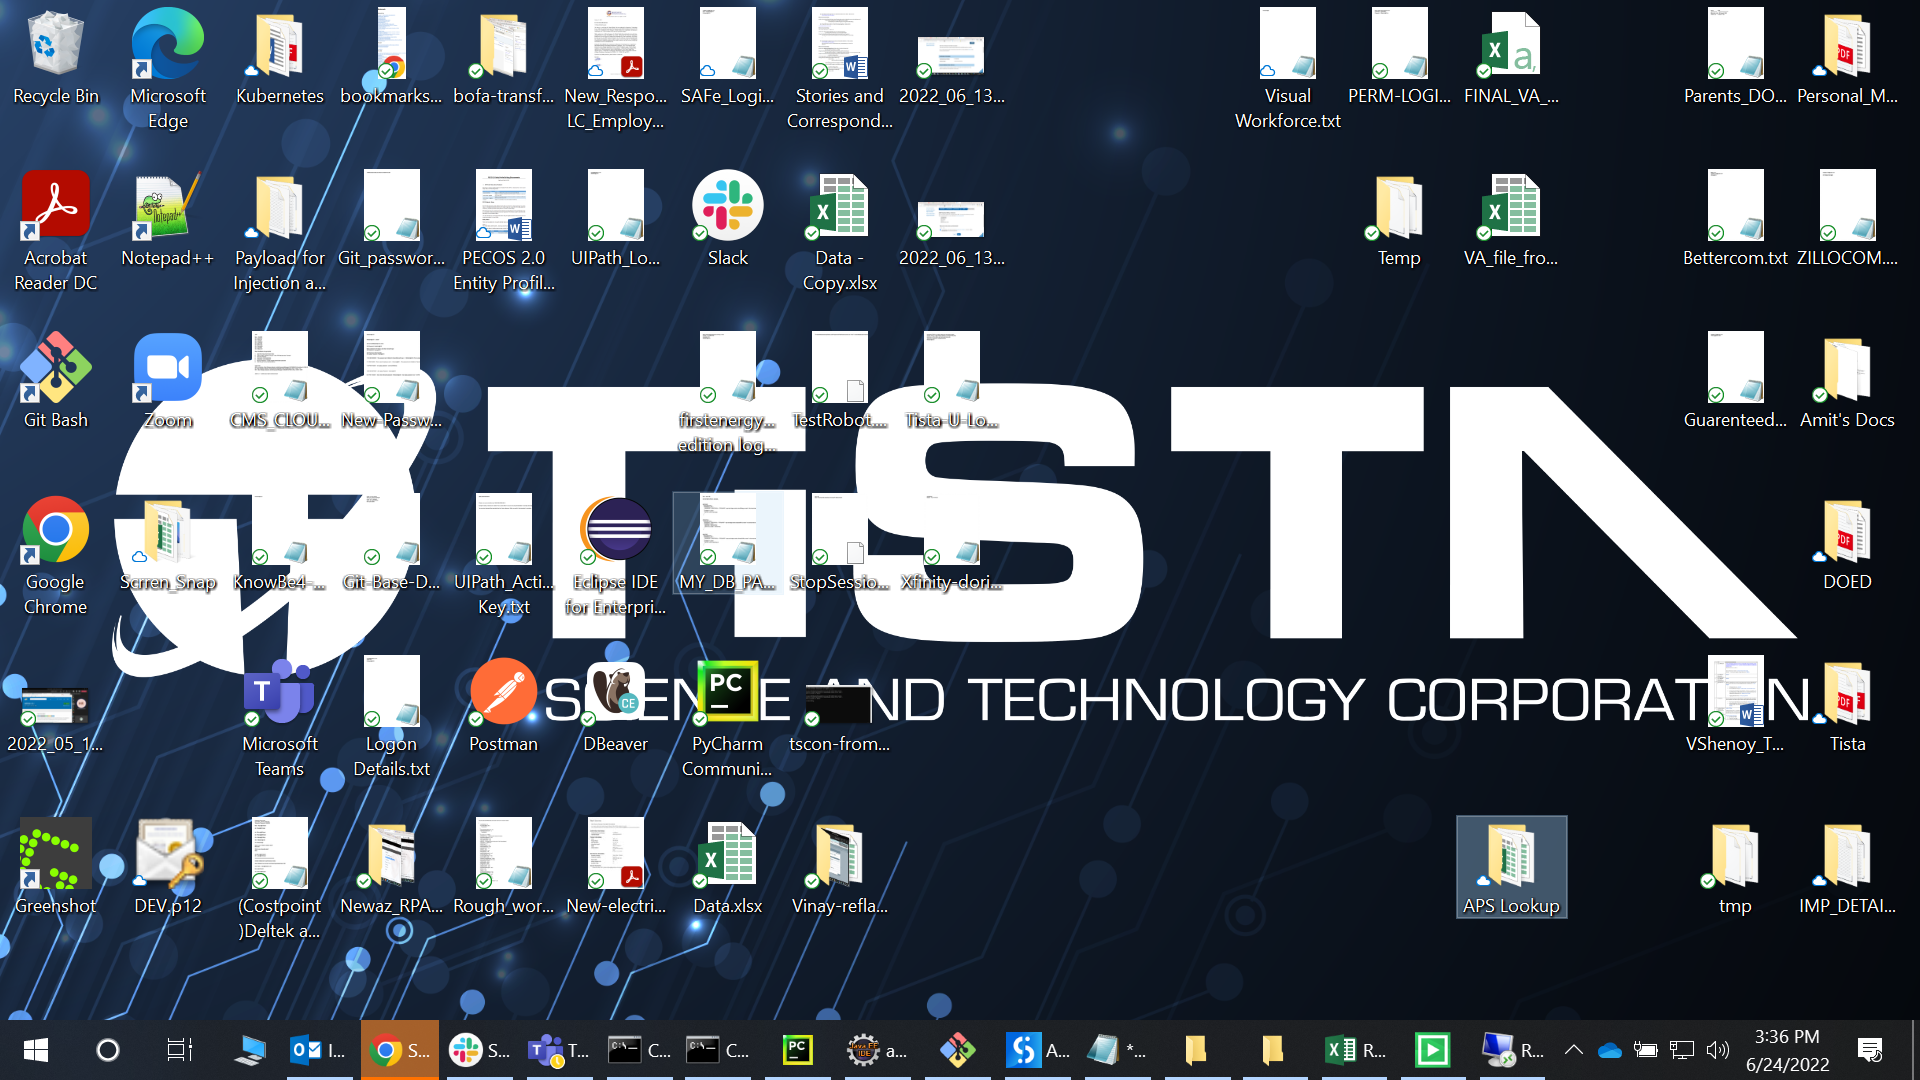 Recycle Bin
Microsoft
Edge
Kubernetes
bookmarks...
bofa-transf...
New_Respo...
LC_Employ...
SAFe_Logi...
Stories and
Correspond...
2022_06_13...
Visual
Workforce.txt
PERM-LOGI...
FINAL_VA_...
Parents_DO...
Personal_M...
Acrobat
Reader DC
Notepad++
Payload for
Injection a...
Git_passwor...
PECOS 2.0
Entity Profil...
UIPath_Lo...
Slack
Data -
Copy.xlsx
2022_06_13...
Temp
VA_file_fro...
Bettercom.txt
ZILLOCOM....
Git Bash
Zoom
CMS_CLOU...
New-Passw...
firstenergy...
edition log...
TestRobot....
Tista-U-Lo...
Guarenteed...
Amit's Docs
TiSTA
SCIENCE AND TECHNOLOGY CORPORATION
Google
Chrome
Scrren_Snap
KnowBe4-...
Git-Base-D...
UIPath_Acti...
Key.txt
Eclipse IDE
for Enterpri...
MY_DB_PA...
StopSessio...
Xfinity-dori...
DOED
2022_05_1...
Microsoft
Teams
Logon
Details.txt
Postman
DBeaver
PyCharm
Communi...
tscon-from...
VShenoy_T...
Tista
Greenshot
DEV.p12
(Costpoint
)Deltek a...
Newaz_RPA...
Rough_wor...
New-electri...
Data.xlsx
Vinay-refla...
APS Lookup
tmp
IMP_DETAI...
I...
S...
S...
T...
C...
C...
a...
A...
*...
R...
R...
3:36 PM
6/24/2022